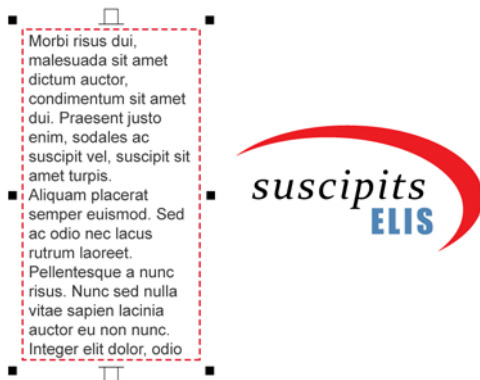 Morbi risus dui,
malesuada sit amet
dictum auctor,
condimentum sit amet
dui. Praesent justo
enim, sodales ac
suscipit vel, suscipit sit
amet turpis.
Aliquam placerat
semper euismod. Sed
ac odio nec lacus
rutrum laoreet.
Pellentesque a nunc
risus. Nunc sed nulla
vitae sapien lacinia
auctor eu non nunc.
Integer elit dolor, odio
suscipits
ELIS